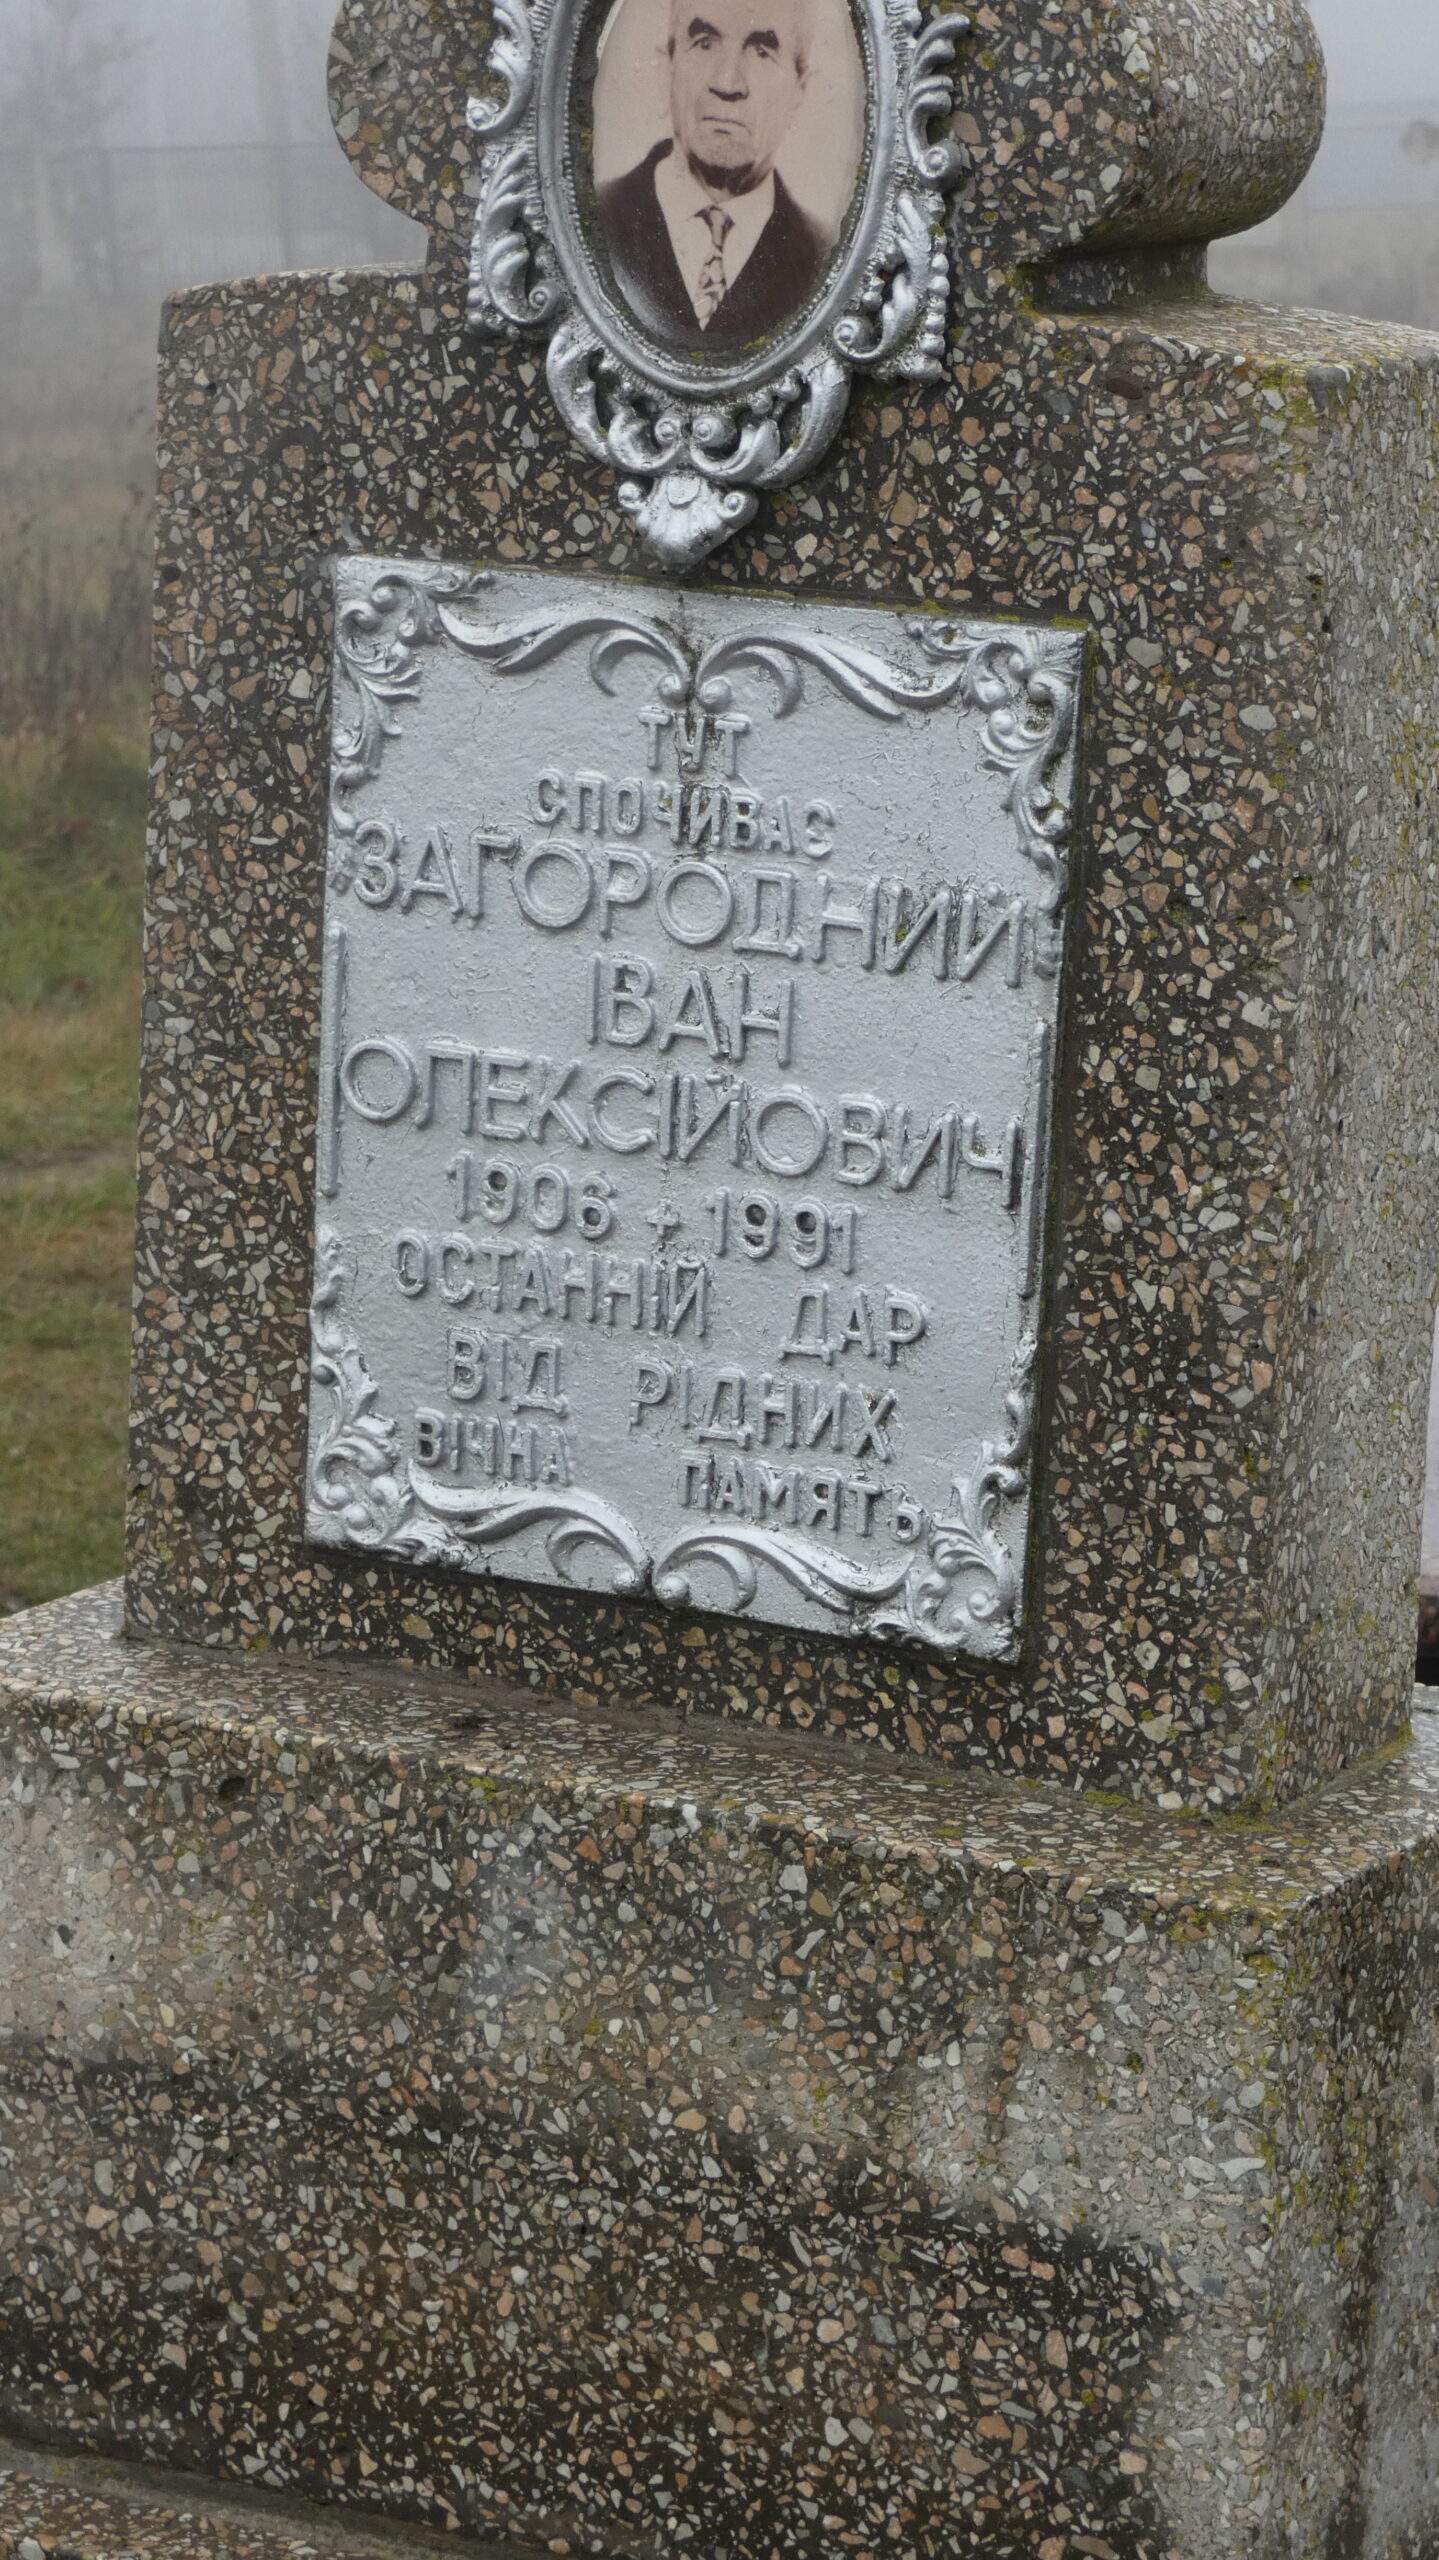 ТУТ
СПОЧИВАЄ
ЗАГОРОДНИЙ
ІВАН
ОЛЕКСІЙОВИЧ
1906 + 1991
ОСТАННІЙ ДАР
ВІД РІДНИХ
ВІЧНА ПАМЯТЬ